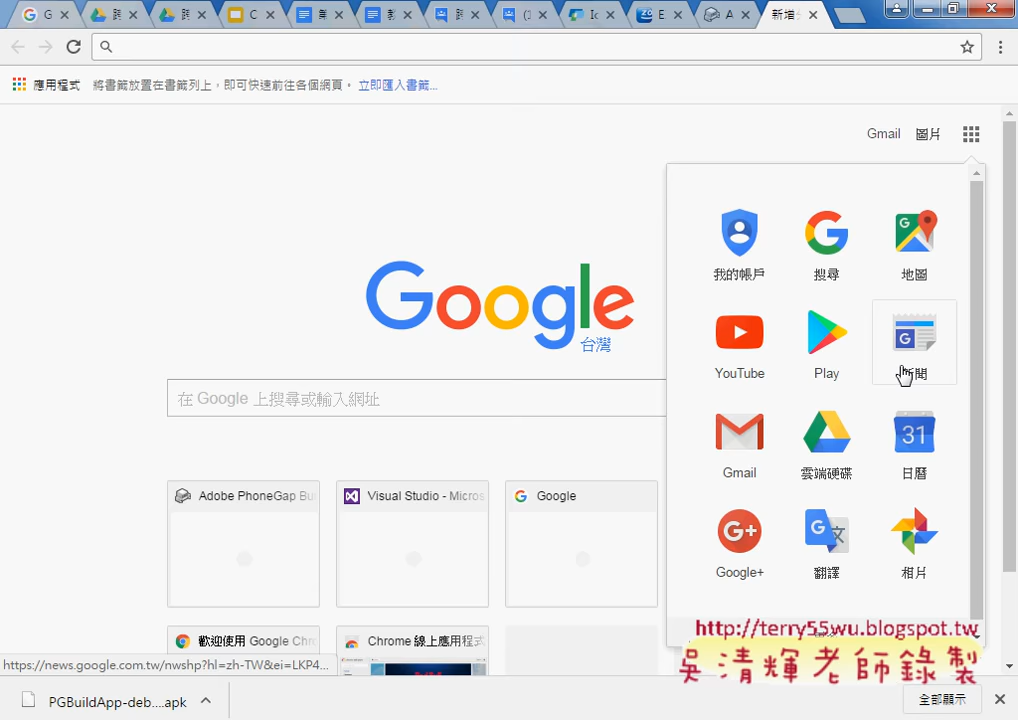 G
C
(
Ic
E
A
新增分
應用程式 將書籤放置在書籤列上,即可快速前往各個網頁。 立即匯入書籤...
Gmail 圖片
Google
台灣
在 Google 上搜尋或輸入網址
我的帳戶 搜尋 地圖
YouTube Play 新聞
31
Gmail 雲端硬碟 日曆
G+
Google+ 翻譯 相片
Adobe PhoneGap Bui
Visual Studio - Micros
Google
歡迎使用 Google Chro
Chrome 線上應用程式
http://terry55wu.blogspot.tw
吳清輝老師錄製
https://news.google.com.tw/nwshp?hl=zh-TW&ei=LKP4...
PGBuildApp-deb....apk
全部顯示